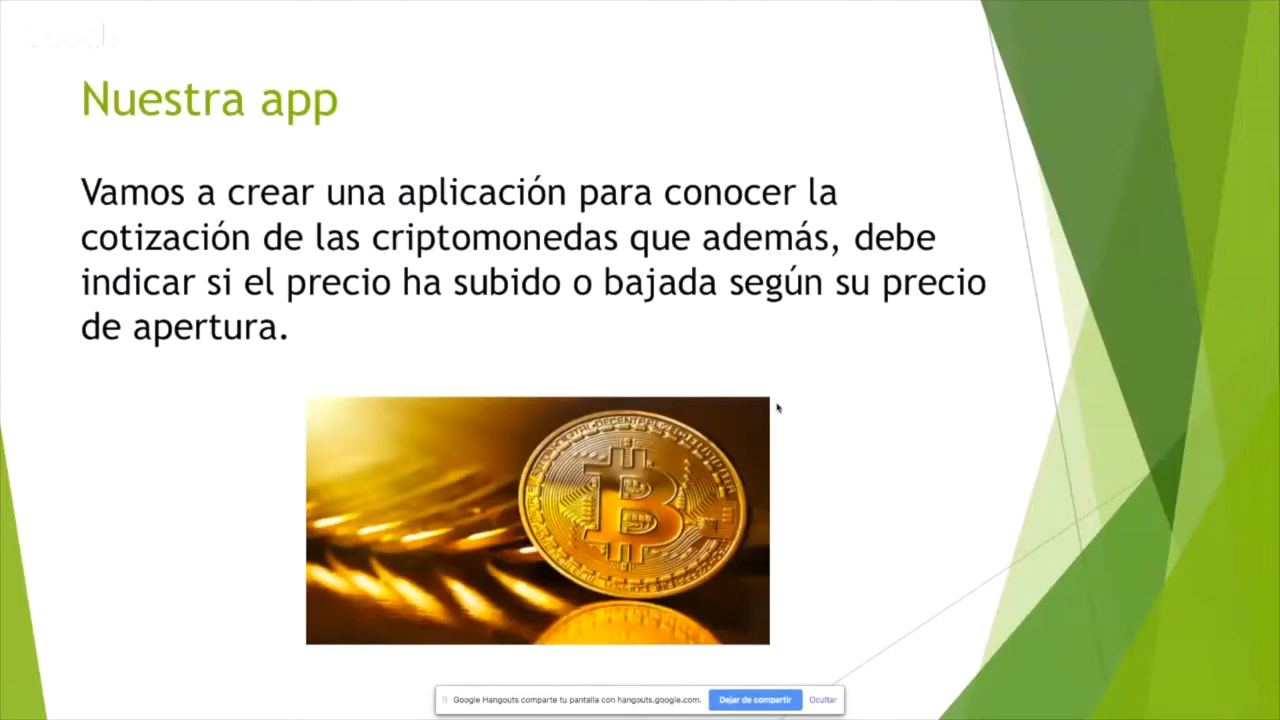 Nuestra app
Vamos a crear una aplicación para conocer la
cotización de las criptomonedas que además, debe
indicar si el precio ha subido o bajada según su precio
de apertura.
Google Hangouts comparte tu pantalla con hangouts.google.com. Dejar de compartir Ocultar